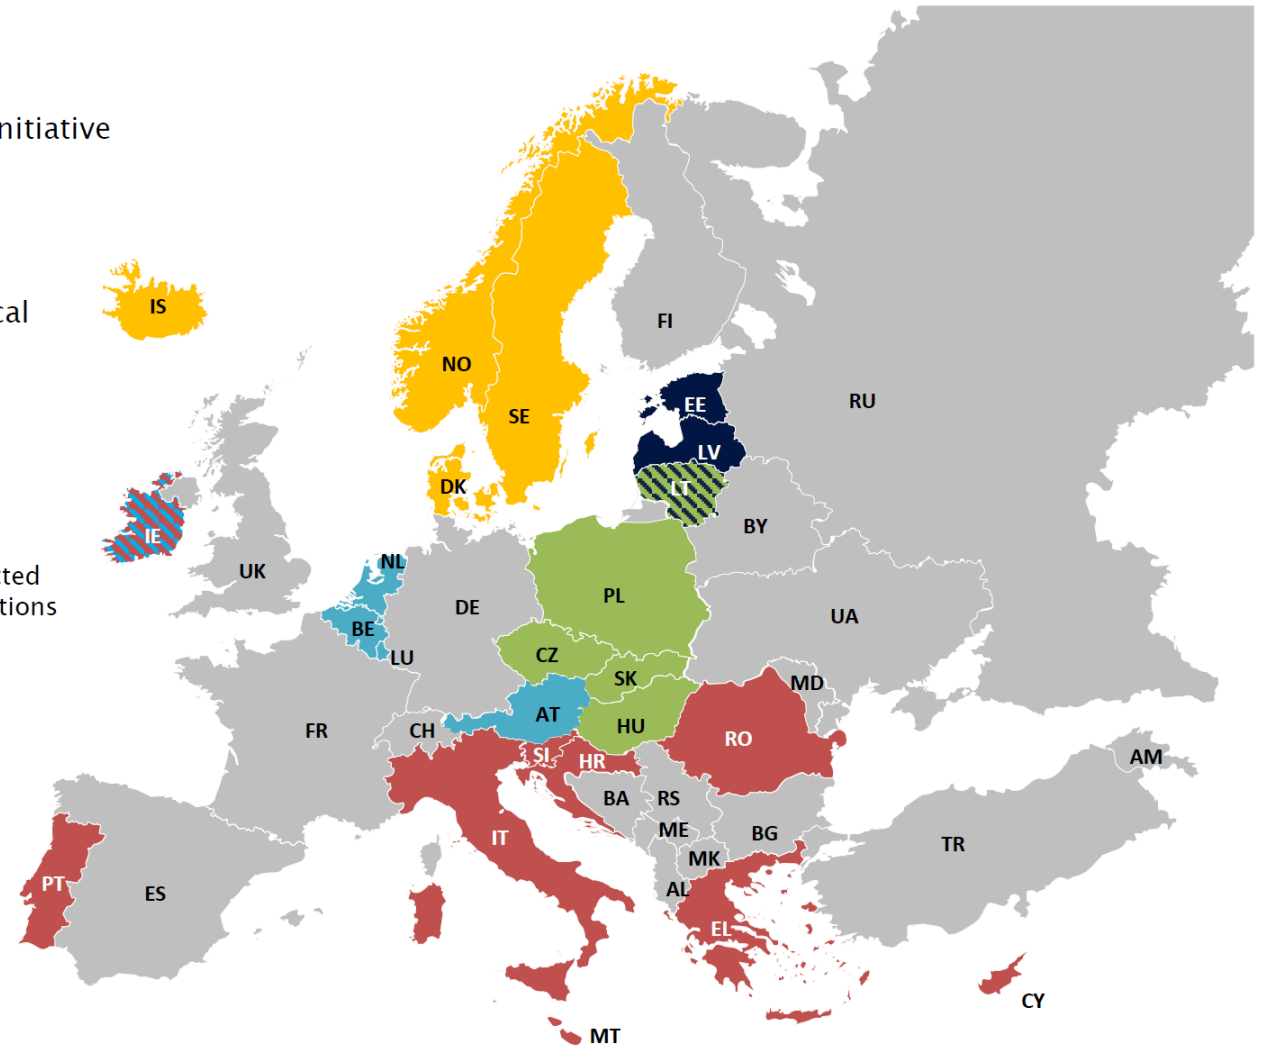 nitiative
IS
cal
FI
NO
RU
EE
SE
LV
DK
LT
BY
IE
NL
UK
cted
PL
tions
DE
UA
BE
CZ
LU
SK
MD
AT
HU
FR
CH
RO
SI
HR
AM
BA
RS
ME
BG
IT
TR
MK
PT
AL
ES
EL
CY
MT